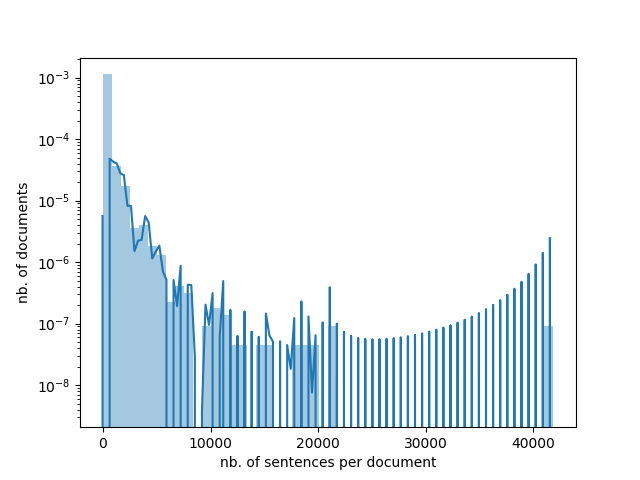 10⁻³
10⁻⁴
10⁻⁵
10⁻⁶
10⁻⁷
10⁻⁸
nb. of documents
0 10000 20000 30000 40000
nb. of sentences per document